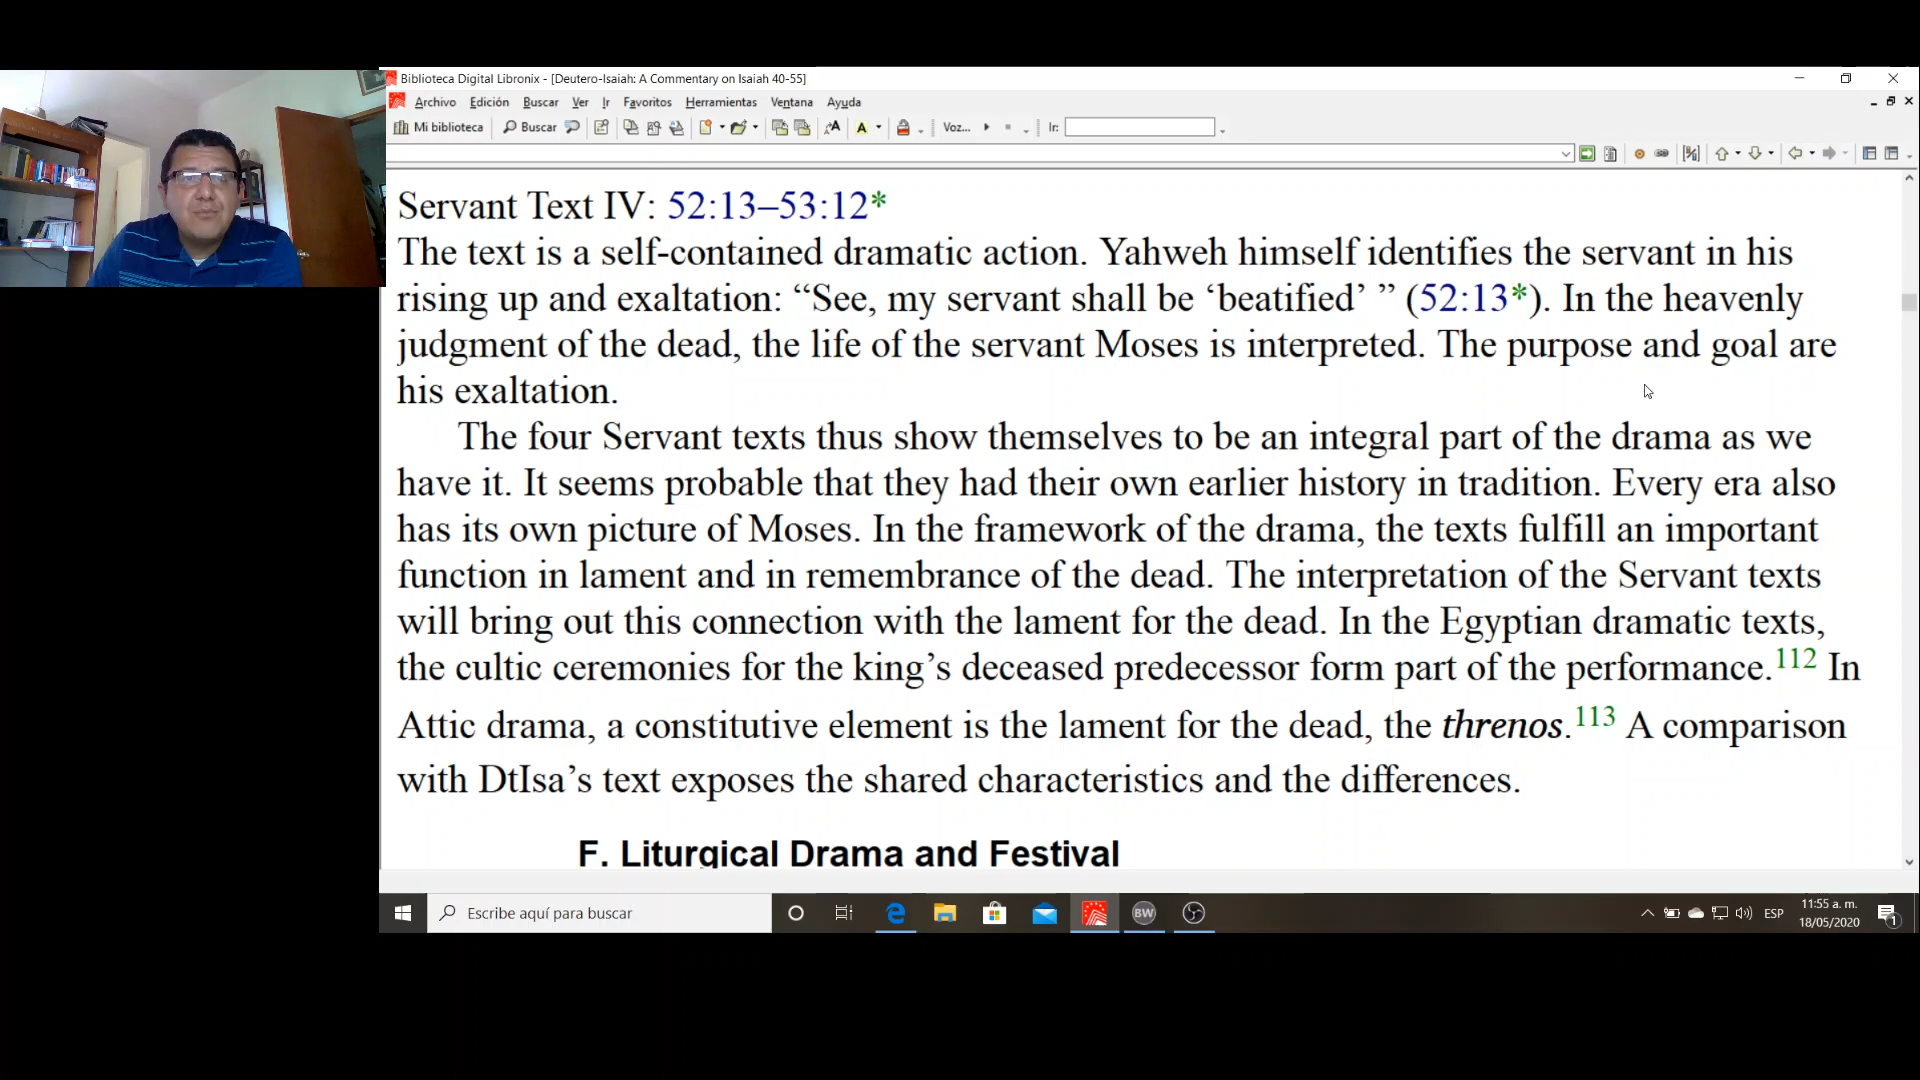 Biblioteca Digital Libronix - [Deutero-Isaiah: A Commentary on Isaiah 40-55]
Archivo Edición Buscar Ver Ir Favoritos Herramientas Ventana Ayuda
Mi biblioteca Buscar Voz... Ir:
Servant Text IV: 52:13–53:12*
The text is a self-contained dramatic action. Yahweh himself identifies the servant in his
rising up and exaltation: “See, my servant shall be ‘beatified’ ” (52:13*). In the heavenly
judgment of the dead, the life of the servant Moses is interpreted. The purpose and goal are
his exaltation.
The four Servant texts thus show themselves to be an integral part of the drama as we
have it. It seems probable that they had their own earlier history in tradition. Every era also
has its own picture of Moses. In the framework of the drama, the texts fulfill an important
function in lament and in remembrance of the dead. The interpretation of the Servant texts
will bring out this connection with the lament for the dead. In the Egyptian dramatic texts,
the cultic ceremonies for the king’s deceased predecessor form part of the performance.112 In
Attic drama, a constitutive element is the lament for the dead, the threnos.113 A comparison
with DtIsa’s text exposes the shared characteristics and the differences.
F. Liturgical Drama and Festival
Escribe aquí para buscar
BW
ESP
11:55 a. m.
18/05/2020
1